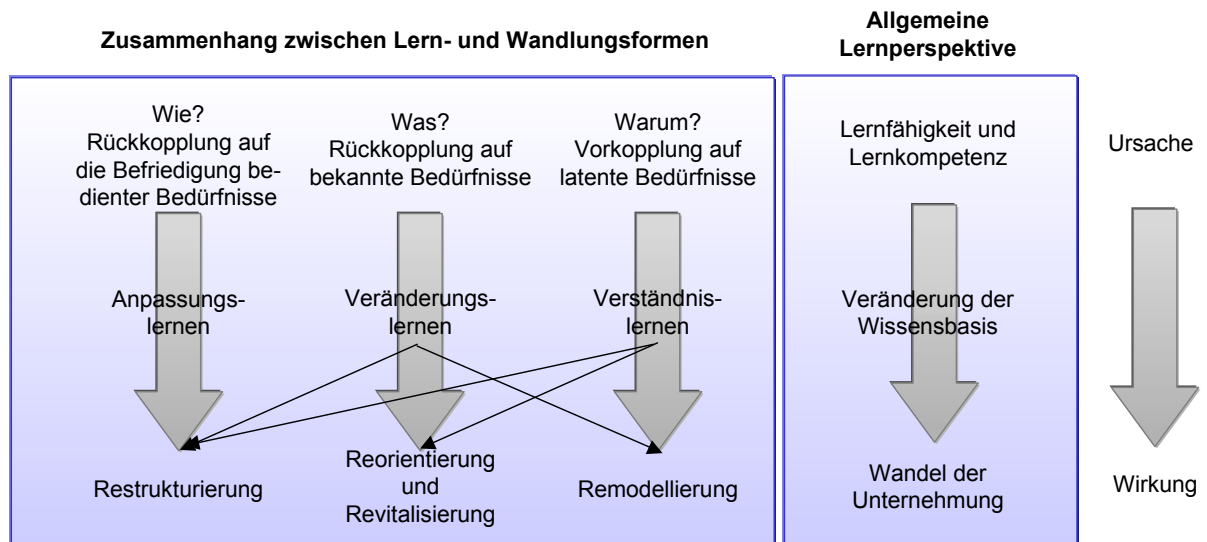 Zusammenhang zwischen Lern- und Wandlungsformen
Allgemeine
Lernperspektive
Wie?
Rückkopplung auf
die Befriedigung be-
dienter Bedürfnisse
Was?
Rückkopplung auf
bekannte Bedürfnisse
Warum?
Vorkopplung auf
latente Bedürfnisse
Lernfähigkeit und
Lernkompetenz
Ursache
Anpassungs-
lernen
Veränderungs-
lernen
Verständnis-
lernen
Veränderung der
Wissensbasis
Restrukturierung
Reorientierung
und
Revitalisierung
Remodellierung
Wandel der
Unternehmung
Wirkung